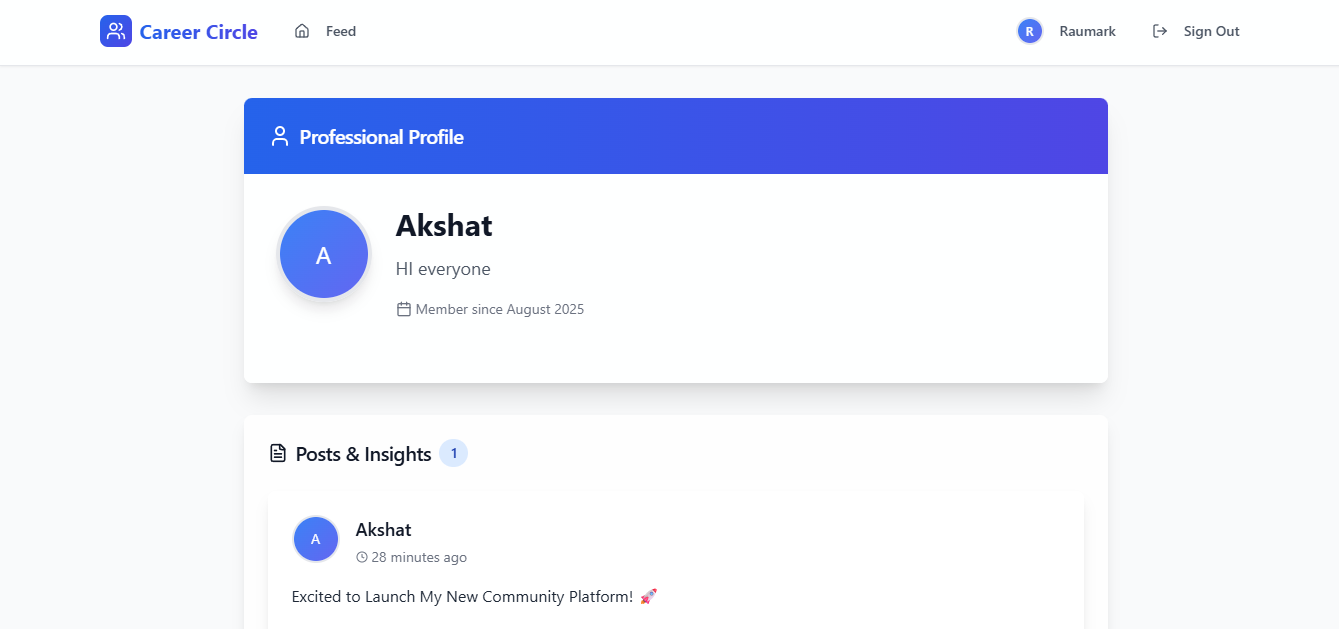 Career Circle
Feed
R
Raumark
Sign Out
Professional Profile
A
Akshat
HI everyone
Member since August 2025
Posts & Insights
1
A
Akshat
28 minutes ago
Excited to Launch My New Community Platform! 🚀